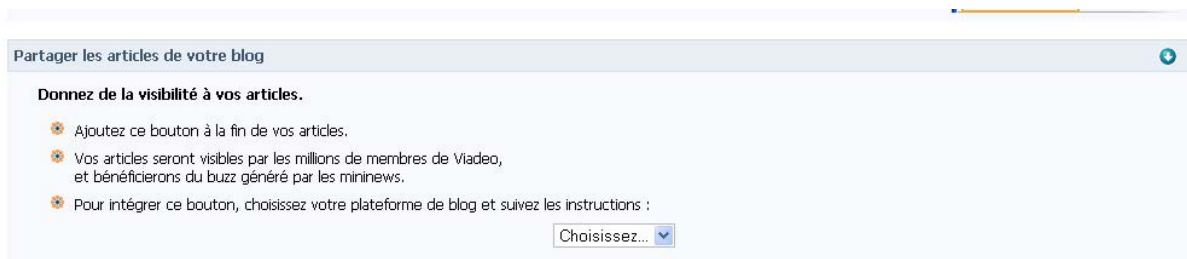 Partager les articles de votre blog
Donnez de la visibilité à vos articles.
Ajoutez ce bouton à la fin de vos articles.
Vos articles seront visibles par les millions de membres de Viadeo,
et bénéficierons du buzz généré par les mininews.
Pour intégrer ce bouton, choisissez votre plateforme de blog et suivez les instructions :
Choisissez...